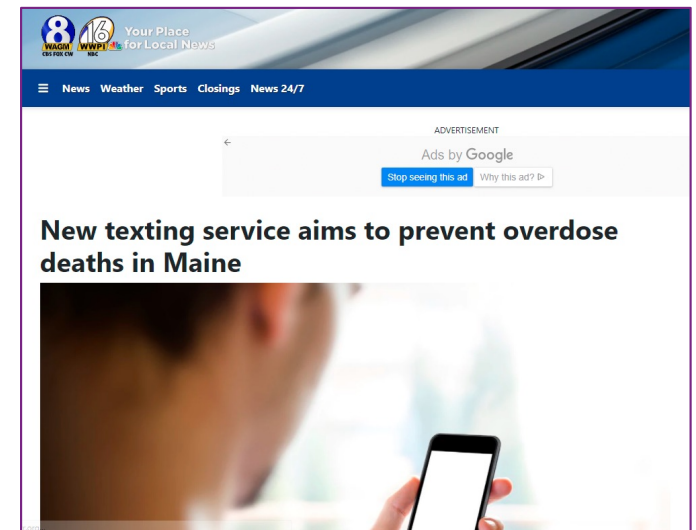 8 16 Your Place
WAGM WWPI for Local News
CBS FOX CW NBC
☰ News Weather Sports Closings News 24/7
ADVERTISEMENT
Ads by Google
Stop seeing this ad Why this ad?
New texting service aims to prevent overdose
deaths in Maine